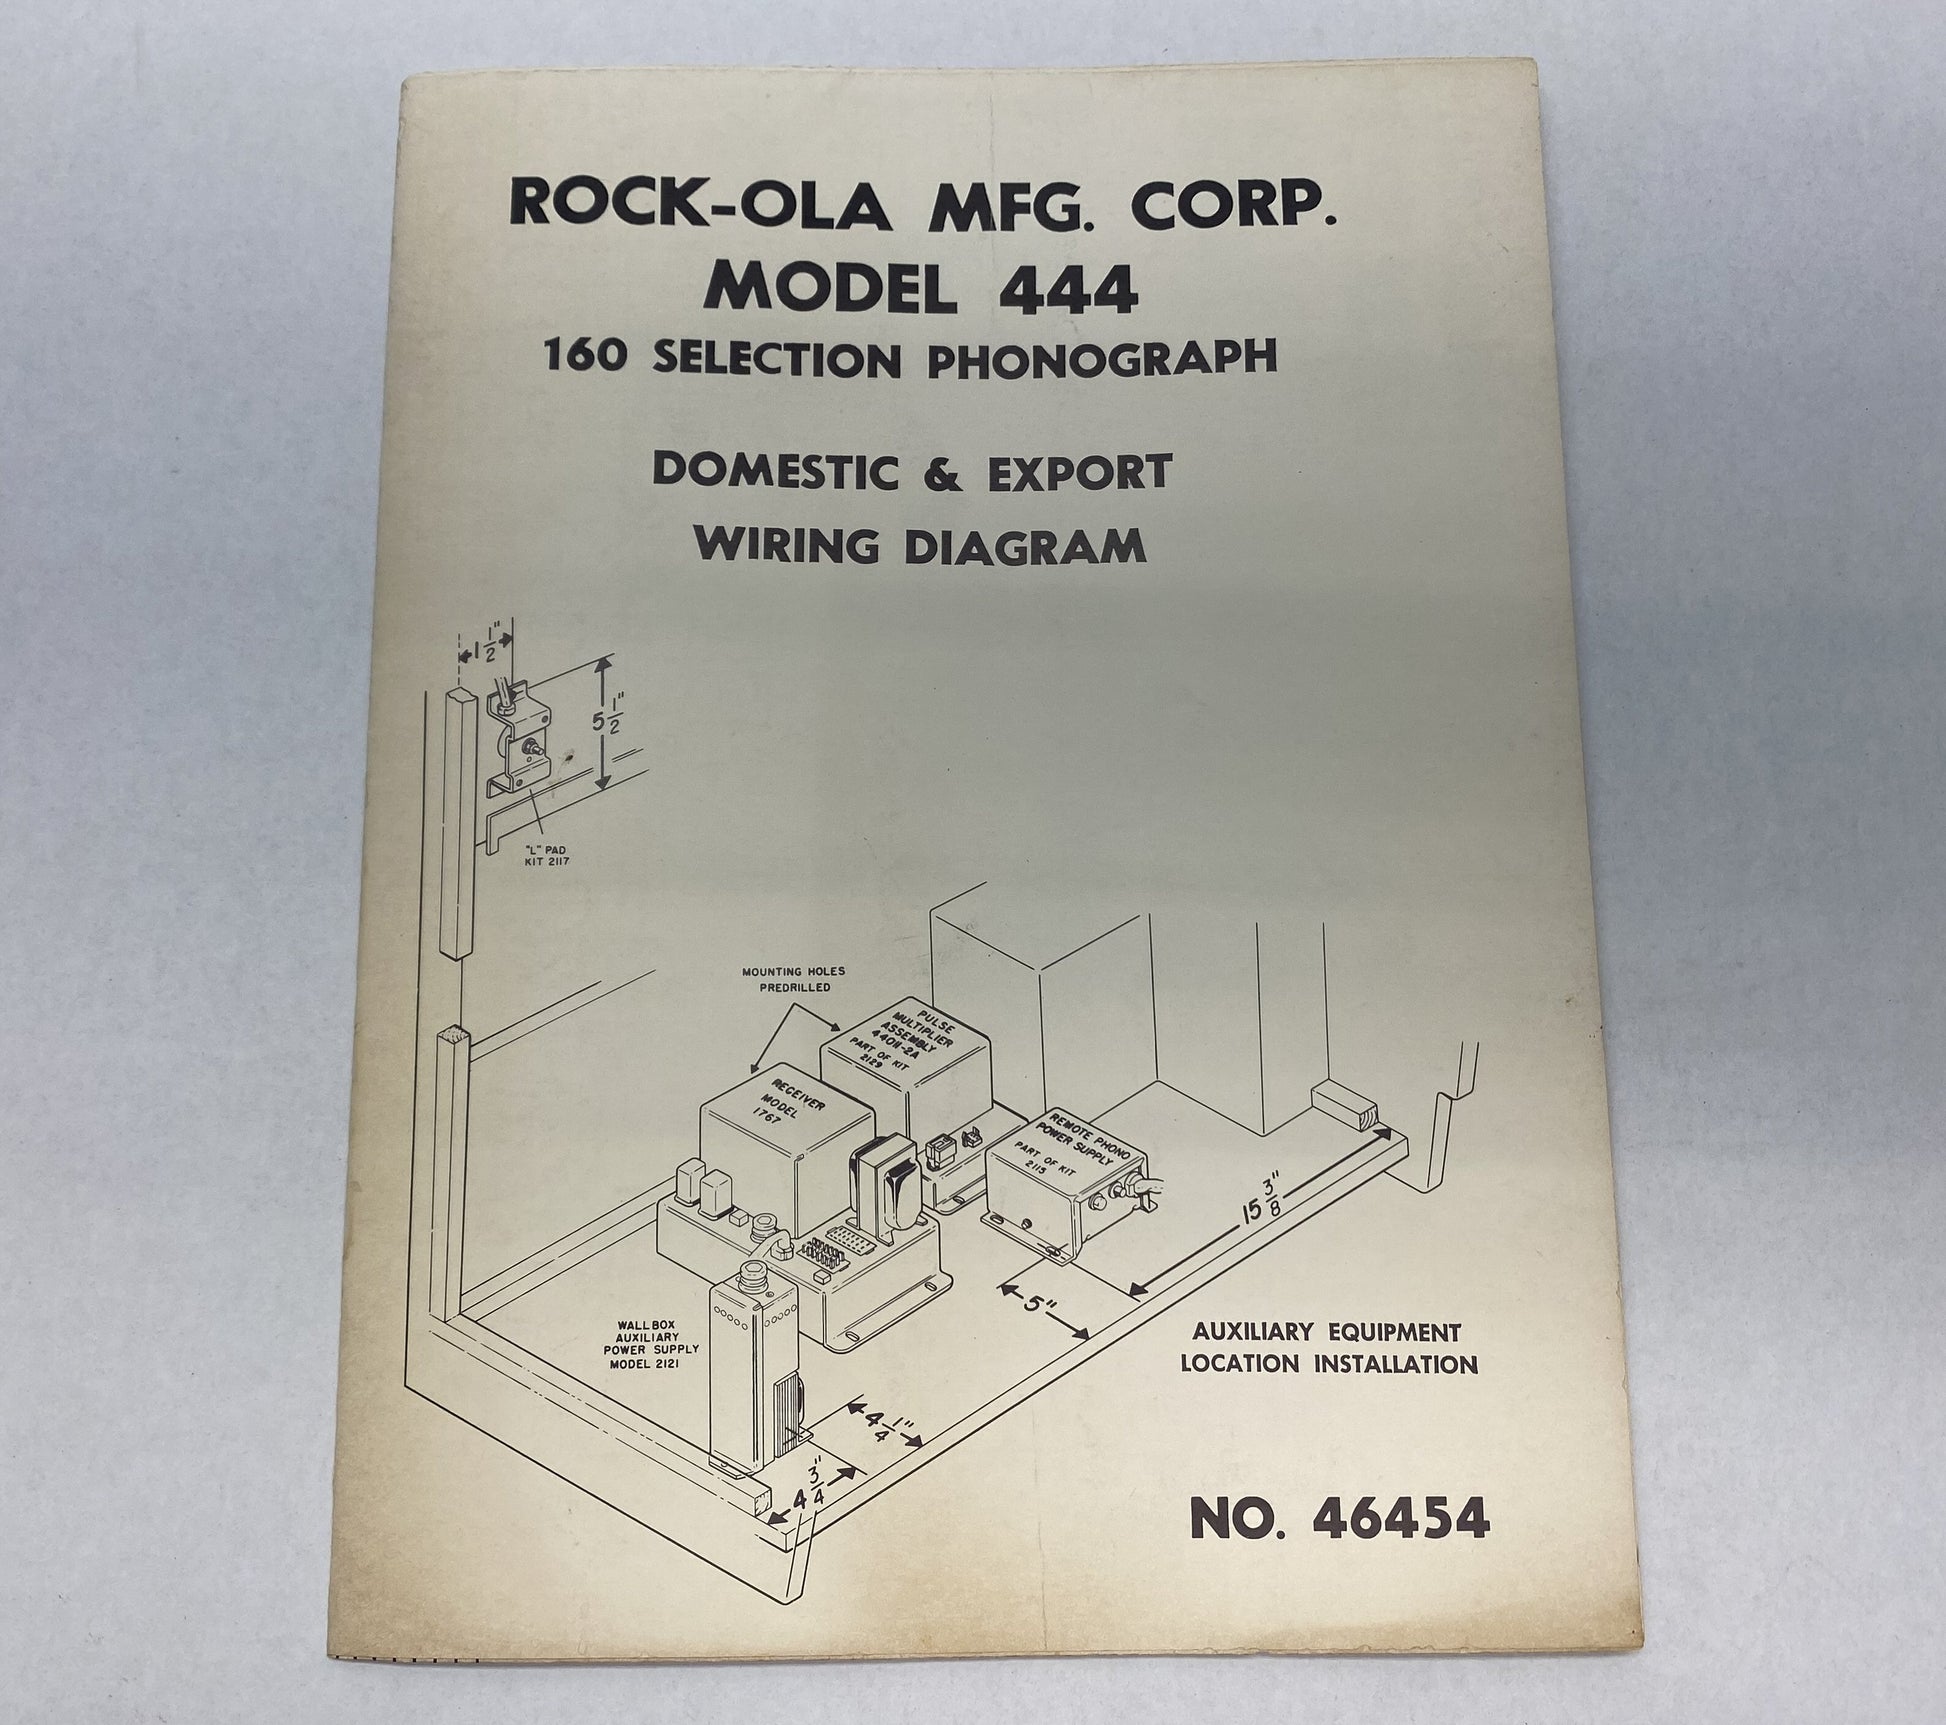 ROCK-OLA MFG. CORP.
MODEL 444
160 SELECTION PHONOGRAPH
DOMESTIC & EXPORT
WIRING DIAGRAM
1 1/2"
5 1/2"
"L" PAD
KIT 2117
MOUNTING HOLES
PREDRILLED
PULSE
MULTIPLIER
ASSEMBLY
44011-2A
PART OF KIT
2129
RECEIVER
MODEL
1767
REMOTE PHONO
POWER SUPPLY
PART OF KIT
2115
15 3/8"
5"
WALLBOX
AUXILIARY
POWER SUPPLY
MODEL 2121
4 1/4"
4 3/4"
AUXILIARY EQUIPMENT
LOCATION INSTALLATION
NO. 46454